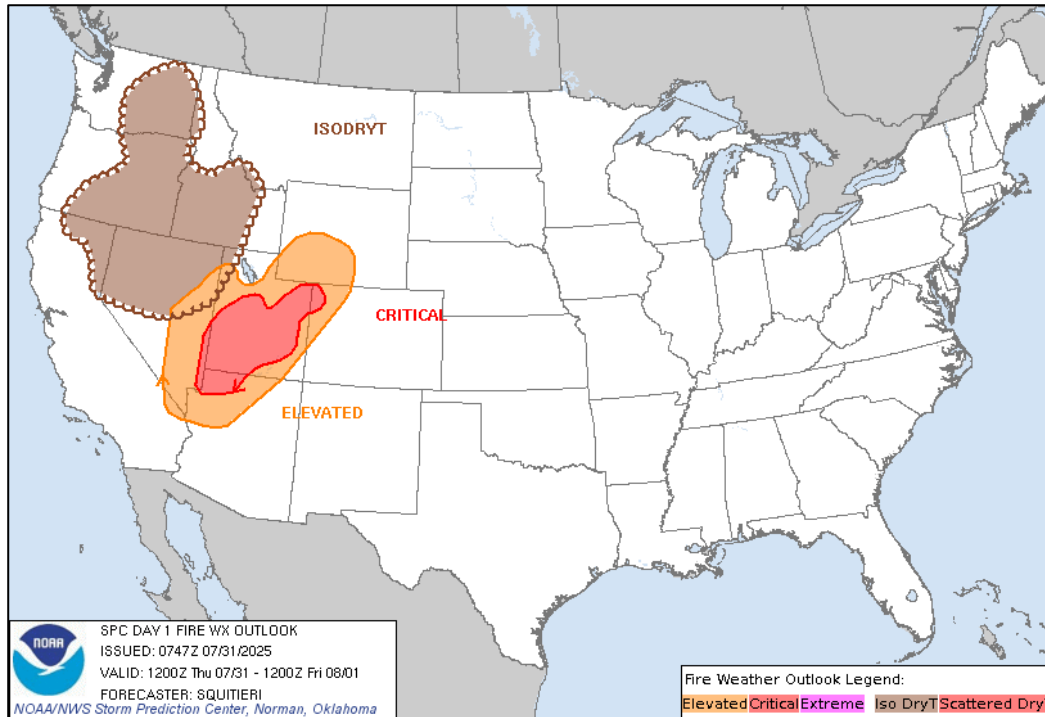 ISODRYT
CRITICAL
ELEVATED
NOAA
SPC DAY 1 FIRE WX OUTLOOK
ISSUED: 0747Z 07/31/2025
VALID: 1200Z Thu 07/31 - 1200Z Fri 08/01
FORECASTER: SQUITIERI
NOAA/NWS Storm Prediction Center, Norman, Oklahoma
Fire Weather Outlook Legend:
Elevated Critical Extreme Iso DryT Scattered Dry